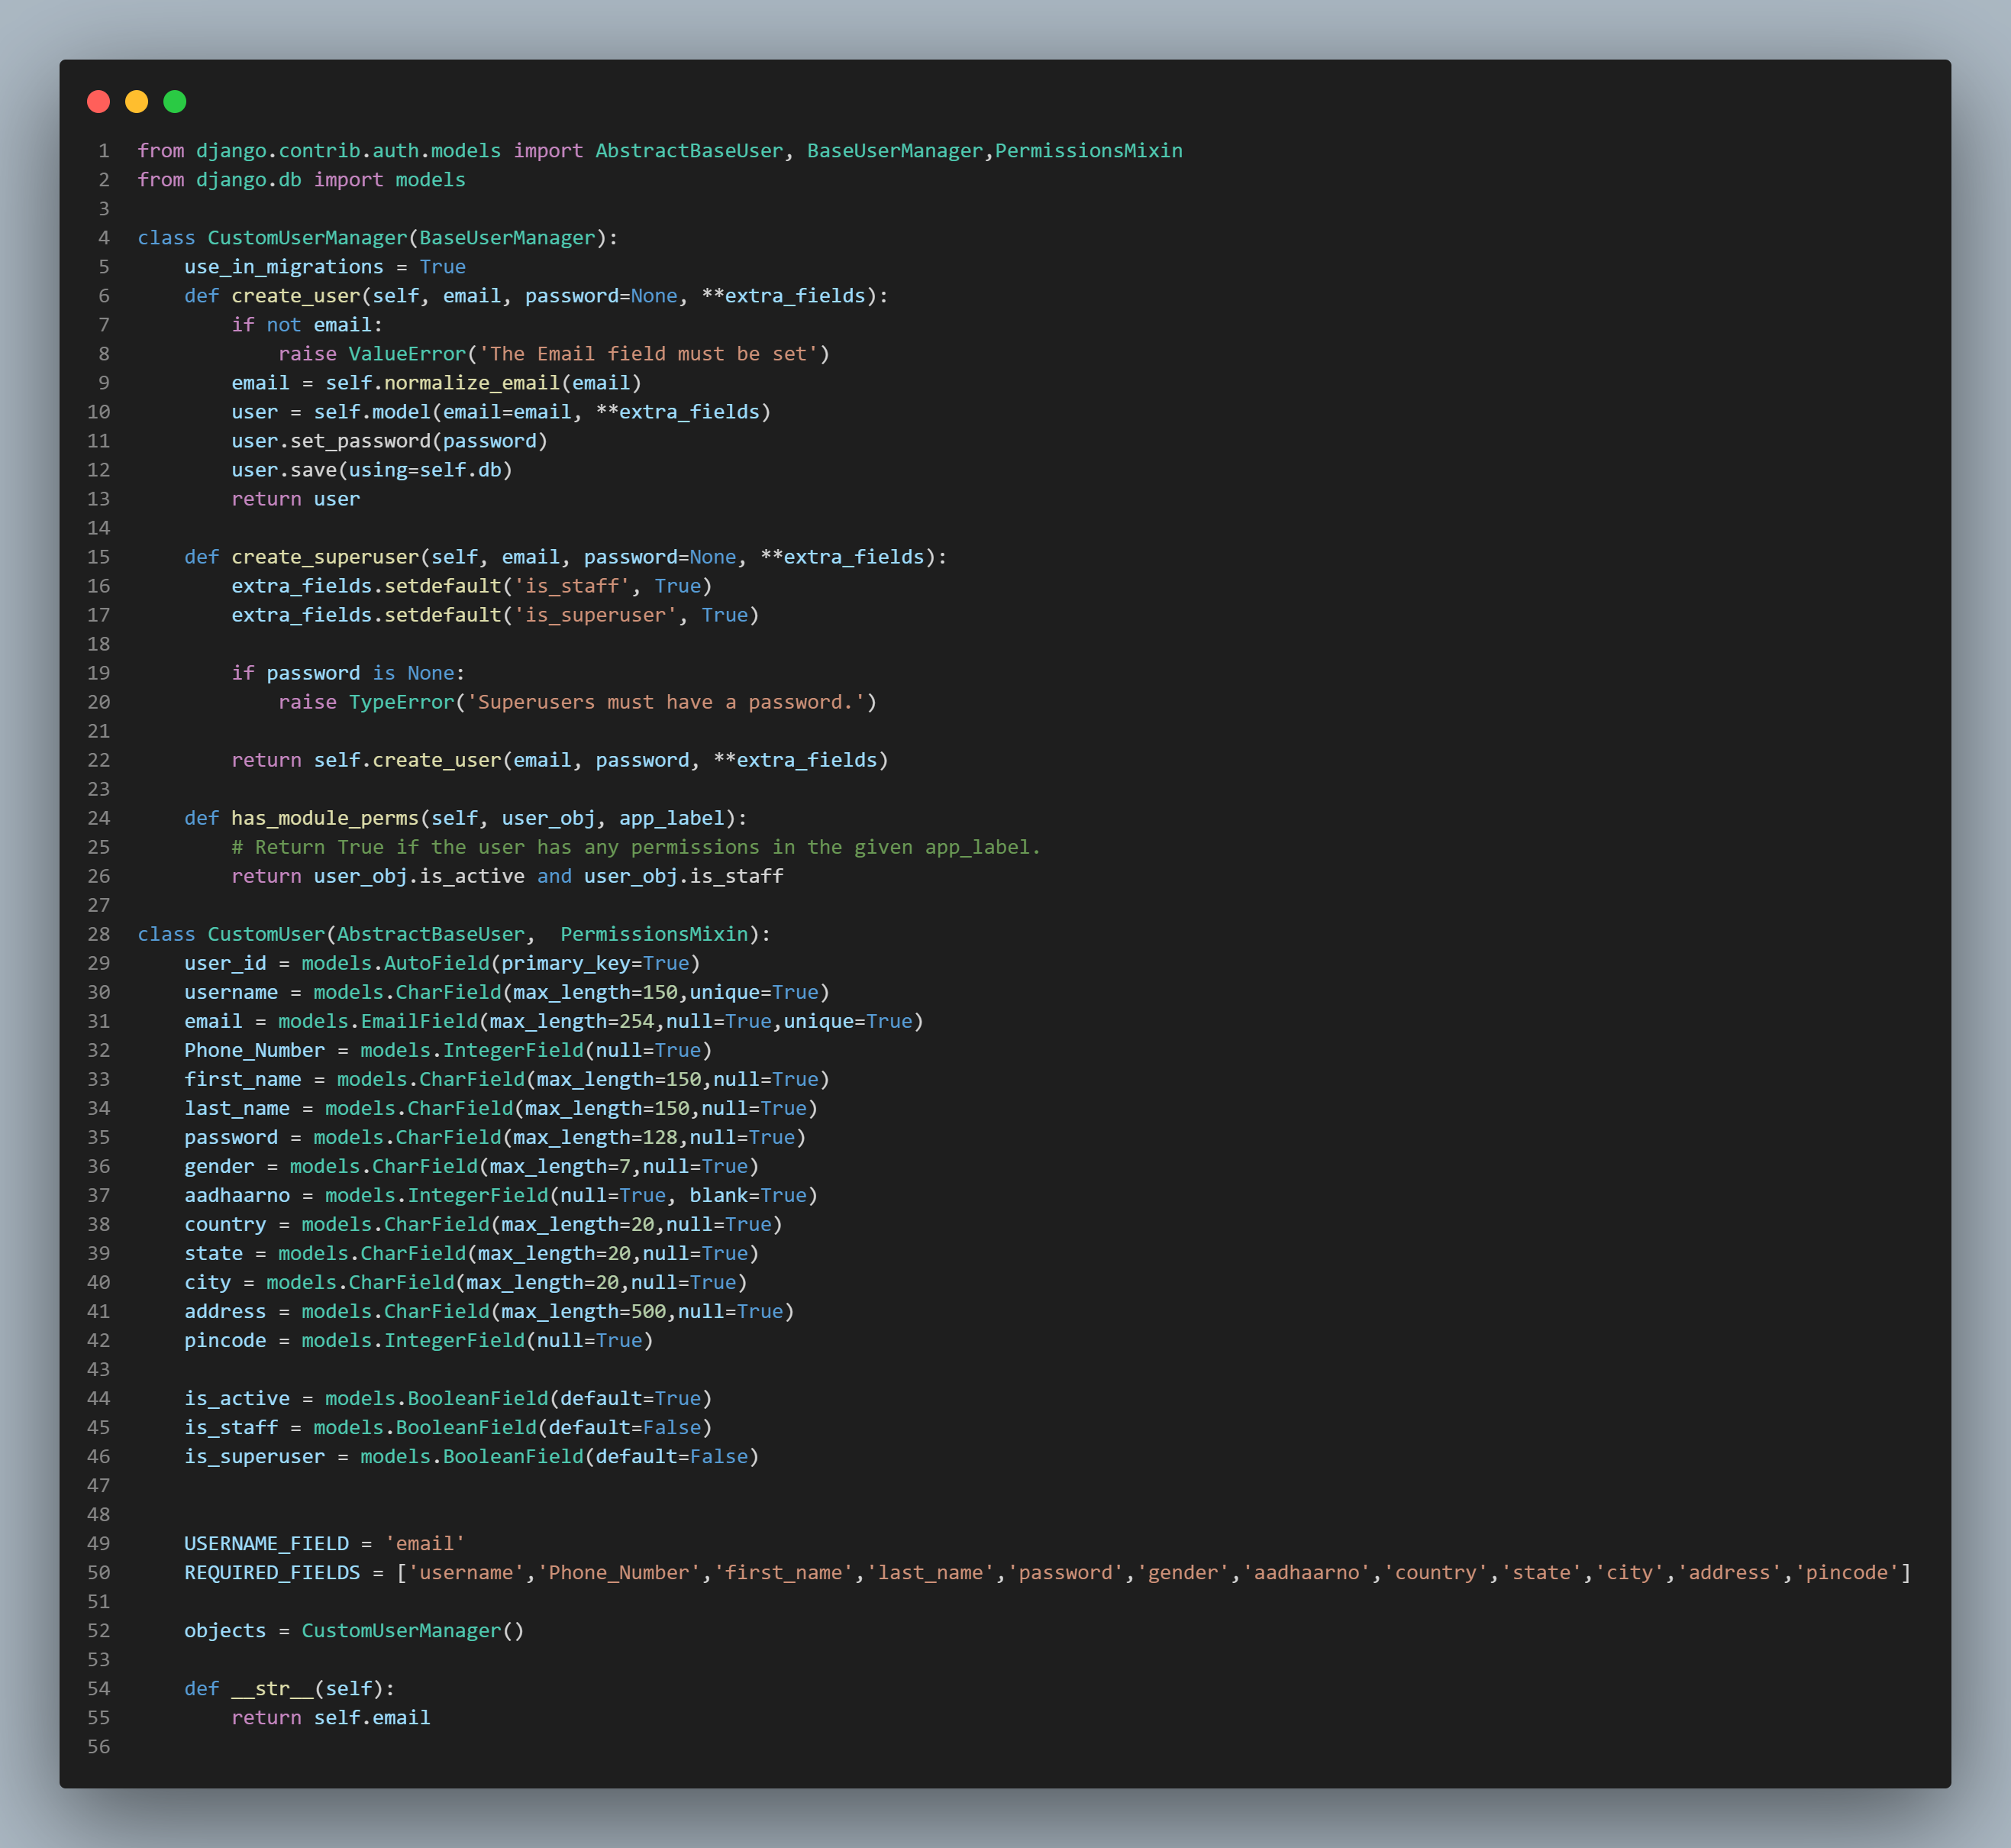 1 from django.contrib.auth.models import AbstractBaseUser, BaseUserManager,PermissionsMixin
2 from django.db import models
3
4 class CustomUserManager(BaseUserManager):
5     use_in_migrations = True
6     def create_user(self, email, password=None, **extra_fields):
7         if not email:
8             raise ValueError('The Email field must be set')
9         email = self.normalize_email(email)
10         user = self.model(email=email, **extra_fields)
11         user.set_password(password)
12         user.save(using=self.db)
13         return user
14
15     def create_superuser(self, email, password=None, **extra_fields):
16         extra_fields.setdefault('is_staff', True)
17         extra_fields.setdefault('is_superuser', True)
18
19         if password is None:
20             raise TypeError('Superusers must have a password.')
21
22         return self.create_user(email, password, **extra_fields)
23
24     def has_module_perms(self, user_obj, app_label):
25         # Return True if the user has any permissions in the given app_label.
26         return user_obj.is_active and user_obj.is_staff
27
28 class CustomUser(AbstractBaseUser,  PermissionsMixin):
29     user_id = models.AutoField(primary_key=True)
30     username = models.CharField(max_length=150,unique=True)
31     email = models.EmailField(max_length=254,null=True,unique=True)
32     Phone_Number = models.IntegerField(null=True)
33     first_name = models.CharField(max_length=150,null=True)
34     last_name = models.CharField(max_length=150,null=True)
35     password = models.CharField(max_length=128,null=True)
36     gender = models.CharField(max_length=7,null=True)
37     aadhaarno = models.IntegerField(null=True, blank=True)
38     country = models.CharField(max_length=20,null=True)
39     state = models.CharField(max_length=20,null=True)
40     city = models.CharField(max_length=20,null=True)
41     address = models.CharField(max_length=500,null=True)
42     pincode = models.IntegerField(null=True)
43
44     is_active = models.BooleanField(default=True)
45     is_staff = models.BooleanField(default=False)
46     is_superuser = models.BooleanField(default=False)
47
48
49     USERNAME_FIELD = 'email'
50     REQUIRED_FIELDS = ['username','Phone_Number','first_name','last_name','password','gender','aadhaarno','country','state','city','address','pincode']
51
52     objects = CustomUserManager()
53
54     def __str__(self):
55         return self.email
56